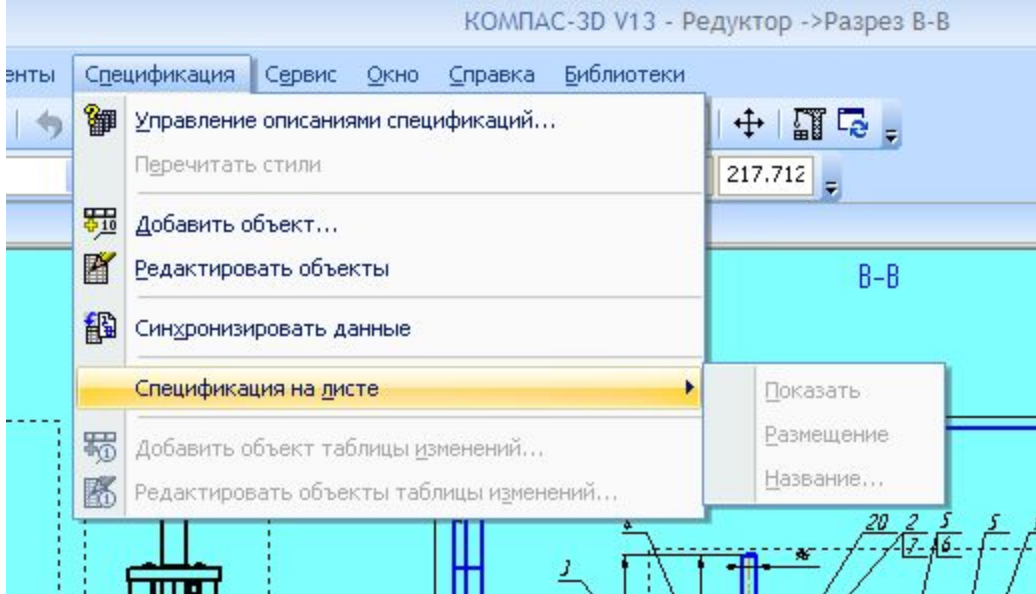 КОМПАС-3D V13 - Редуктор ->Разрез В-В
енты Спецификация Сервис Окно Справка Библиотеки
Управление описаниями спецификаций...
Перечитать стили
217.712
10
Добавить объект...
Редактировать объекты
В-В
Синхронизировать данные
Спецификация на листе
Показать
Размещение
Название...
Добавить объект таблицы изменений...
Редактировать объекты таблицы изменений...
20 2 5 5
7 6